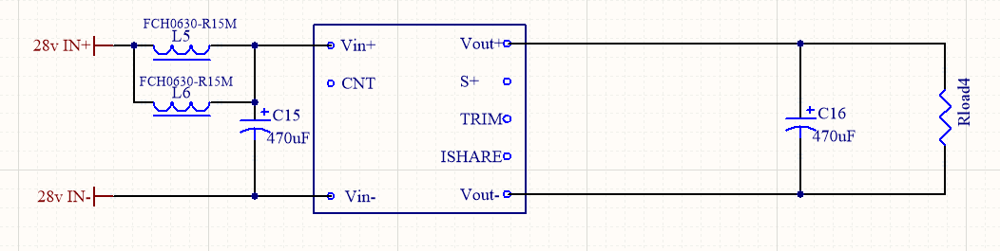 FCH0630-R15M
L5
28v IN+
Vin+
Vout+
FCH0630-R15M
L6
CNT
S+
C15
470uF
TRIM
C16
470uF
Rload4
ISHARE
28v IN-
Vin-
Vout-